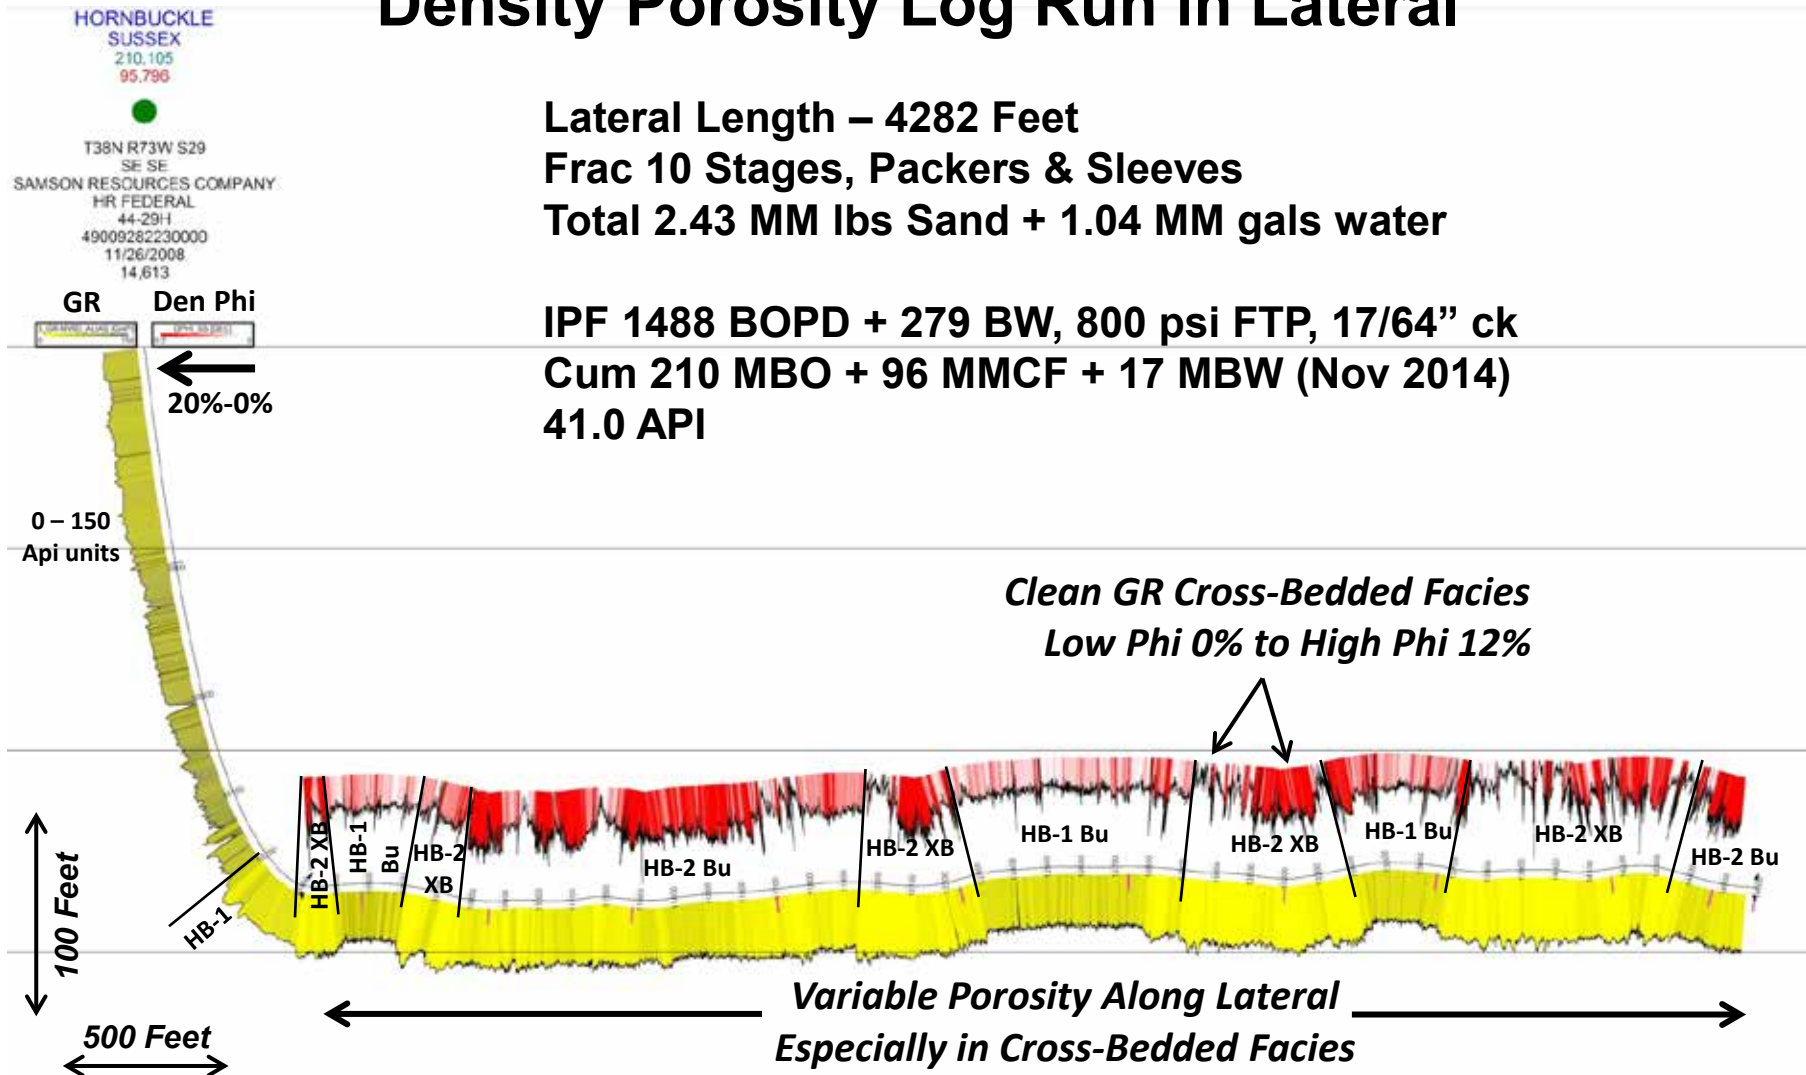 Density Porosity Log Run in Lateral
HORNBUCKLE
SUSSEX
210,105
95,796
T38N R73W S29
SE SE
SAMSON RESOURCES COMPANY
HR FEDERAL
44-29H
49009282230000
11/26/2008
14,613
Lateral Length – 4282 Feet
Frac 10 Stages, Packers & Sleeves
Total 2.43 MM lbs Sand + 1.04 MM gals water
IPF 1488 BOPD + 279 BW, 800 psi FTP, 17/64” ck
Cum 210 MBO + 96 MMCF + 17 MBW (Nov 2014)
41.0 API
GR
Den Phi
20%-0%
0 – 150
Api units
Clean GR Cross-Bedded Facies
Low Phi 0% to High Phi 12%
HB-1
HB-2 XB
HB-1
Bu
HB-2
XB
HB-2 Bu
HB-2 XB
HB-1 Bu
HB-2 XB
HB-1 Bu
HB-2 XB
HB-2 Bu
100 Feet
500 Feet
Variable Porosity Along Lateral
Especially in Cross-Bedded Facies